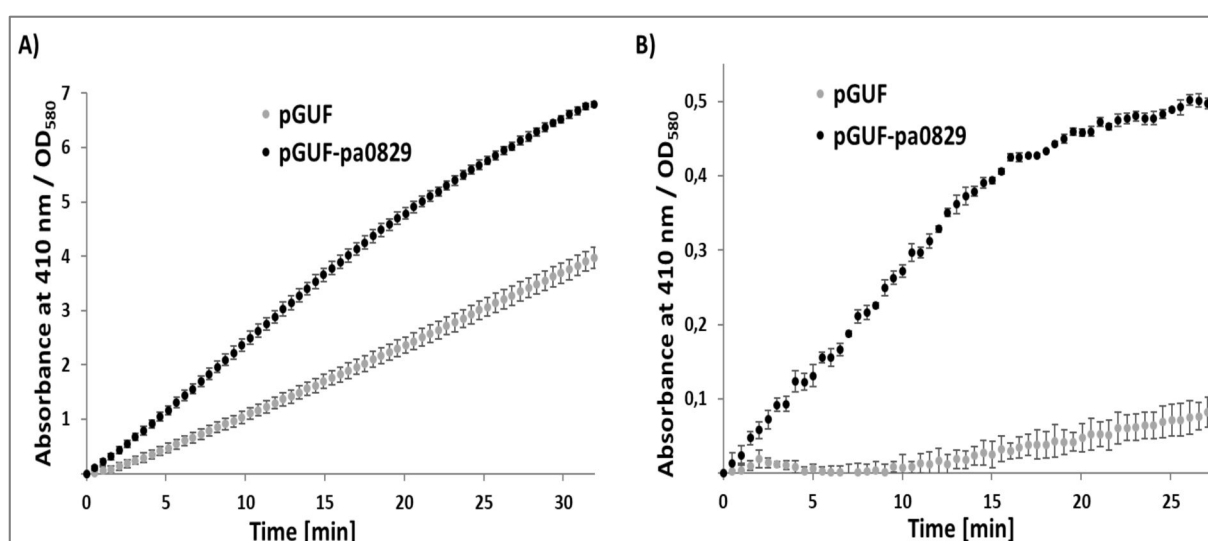 A)
pGUF
pGUF-pa0829
Absorbance at 410 nm / OD580
7
6
5
4
3
2
1
0 5 10 15 20 25 30
Time [min]
B)
pGUF
pGUF-pa0829
Absorbance at 410 nm / OD580
0,5
0,4
0,3
0,2
0,1
0 5 10 15 20 25
Time [min]